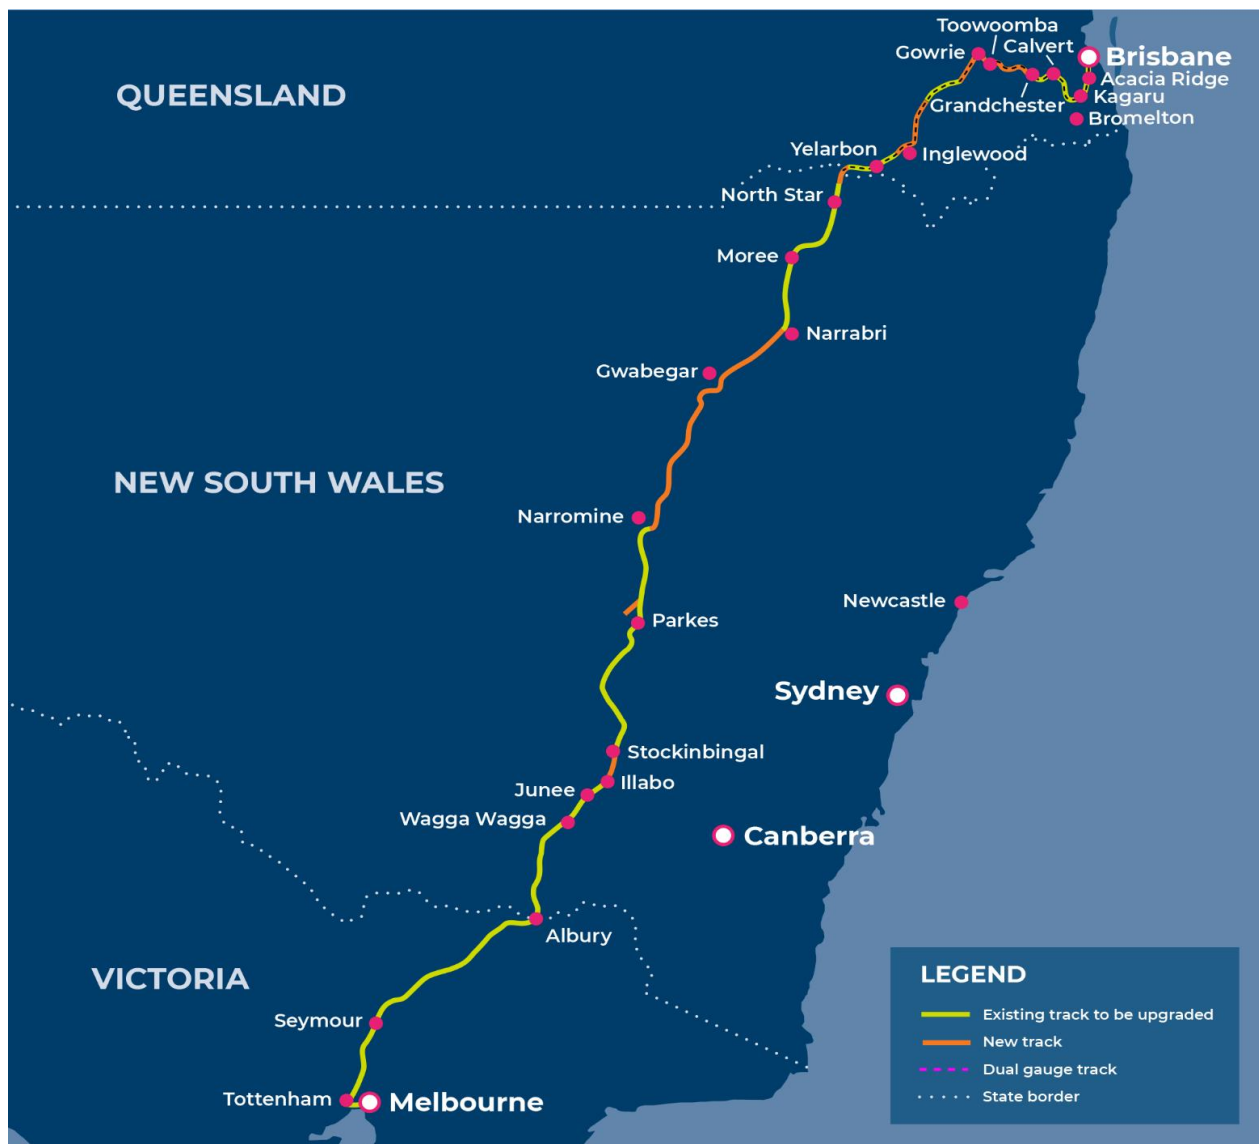 Toowoomba
Gowrie
Calvert
Brisbane
QUEENSLAND
Acacia Ridge
Grandchester
Kagaru
Bromelton
Yelarbon
Inglewood
North Star
Moree
Narrabri
Gwabegar
NEW SOUTH WALES
Narromine
Newcastle
Parkes
Sydney
Stockinbingal
Illabo
Junee
Wagga Wagga
Canberra
Albury
VICTORIA
Seymour
Tottenham
Melbourne
LEGEND
Existing track to be upgraded
New track
Dual gauge track
State border